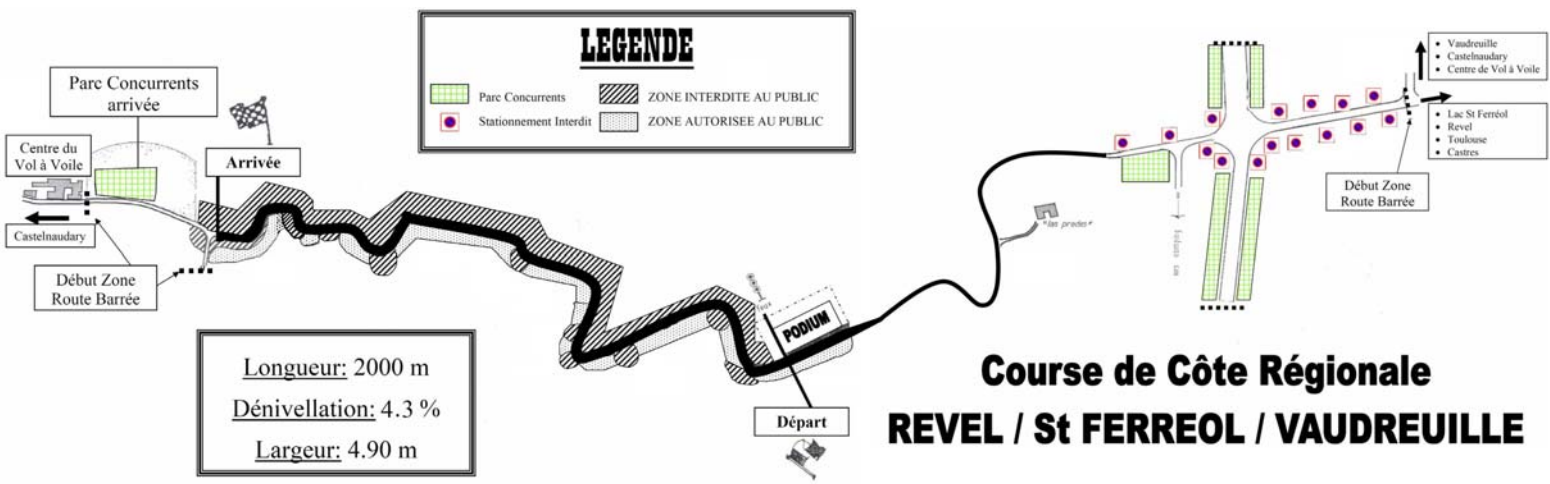 LEGENDE
Parc Concurrents
ZONE INTERDITE AU PUBLIC
Stationnement Interdit
ZONE AUTORISEE AU PUBLIC
Parc Concurrents
arrivée
Centre du
Vol à Voile
Arrivée
Castelnaudary
Début Zone
Route Barrée
Longueur: 2000 m
Dénivellation: 4.3 %
Largeur: 4.90 m
Feux
PODIUM
Départ
"las prades"
Vaudreuille
Castelnaudary
Centre de Vol à Voile
Lac St Ferréol
Revel
Toulouse
Castres
Début Zone
Route Barrée
Course de Côte Régionale
REVEL / St FERREOL / VAUDREUILLE